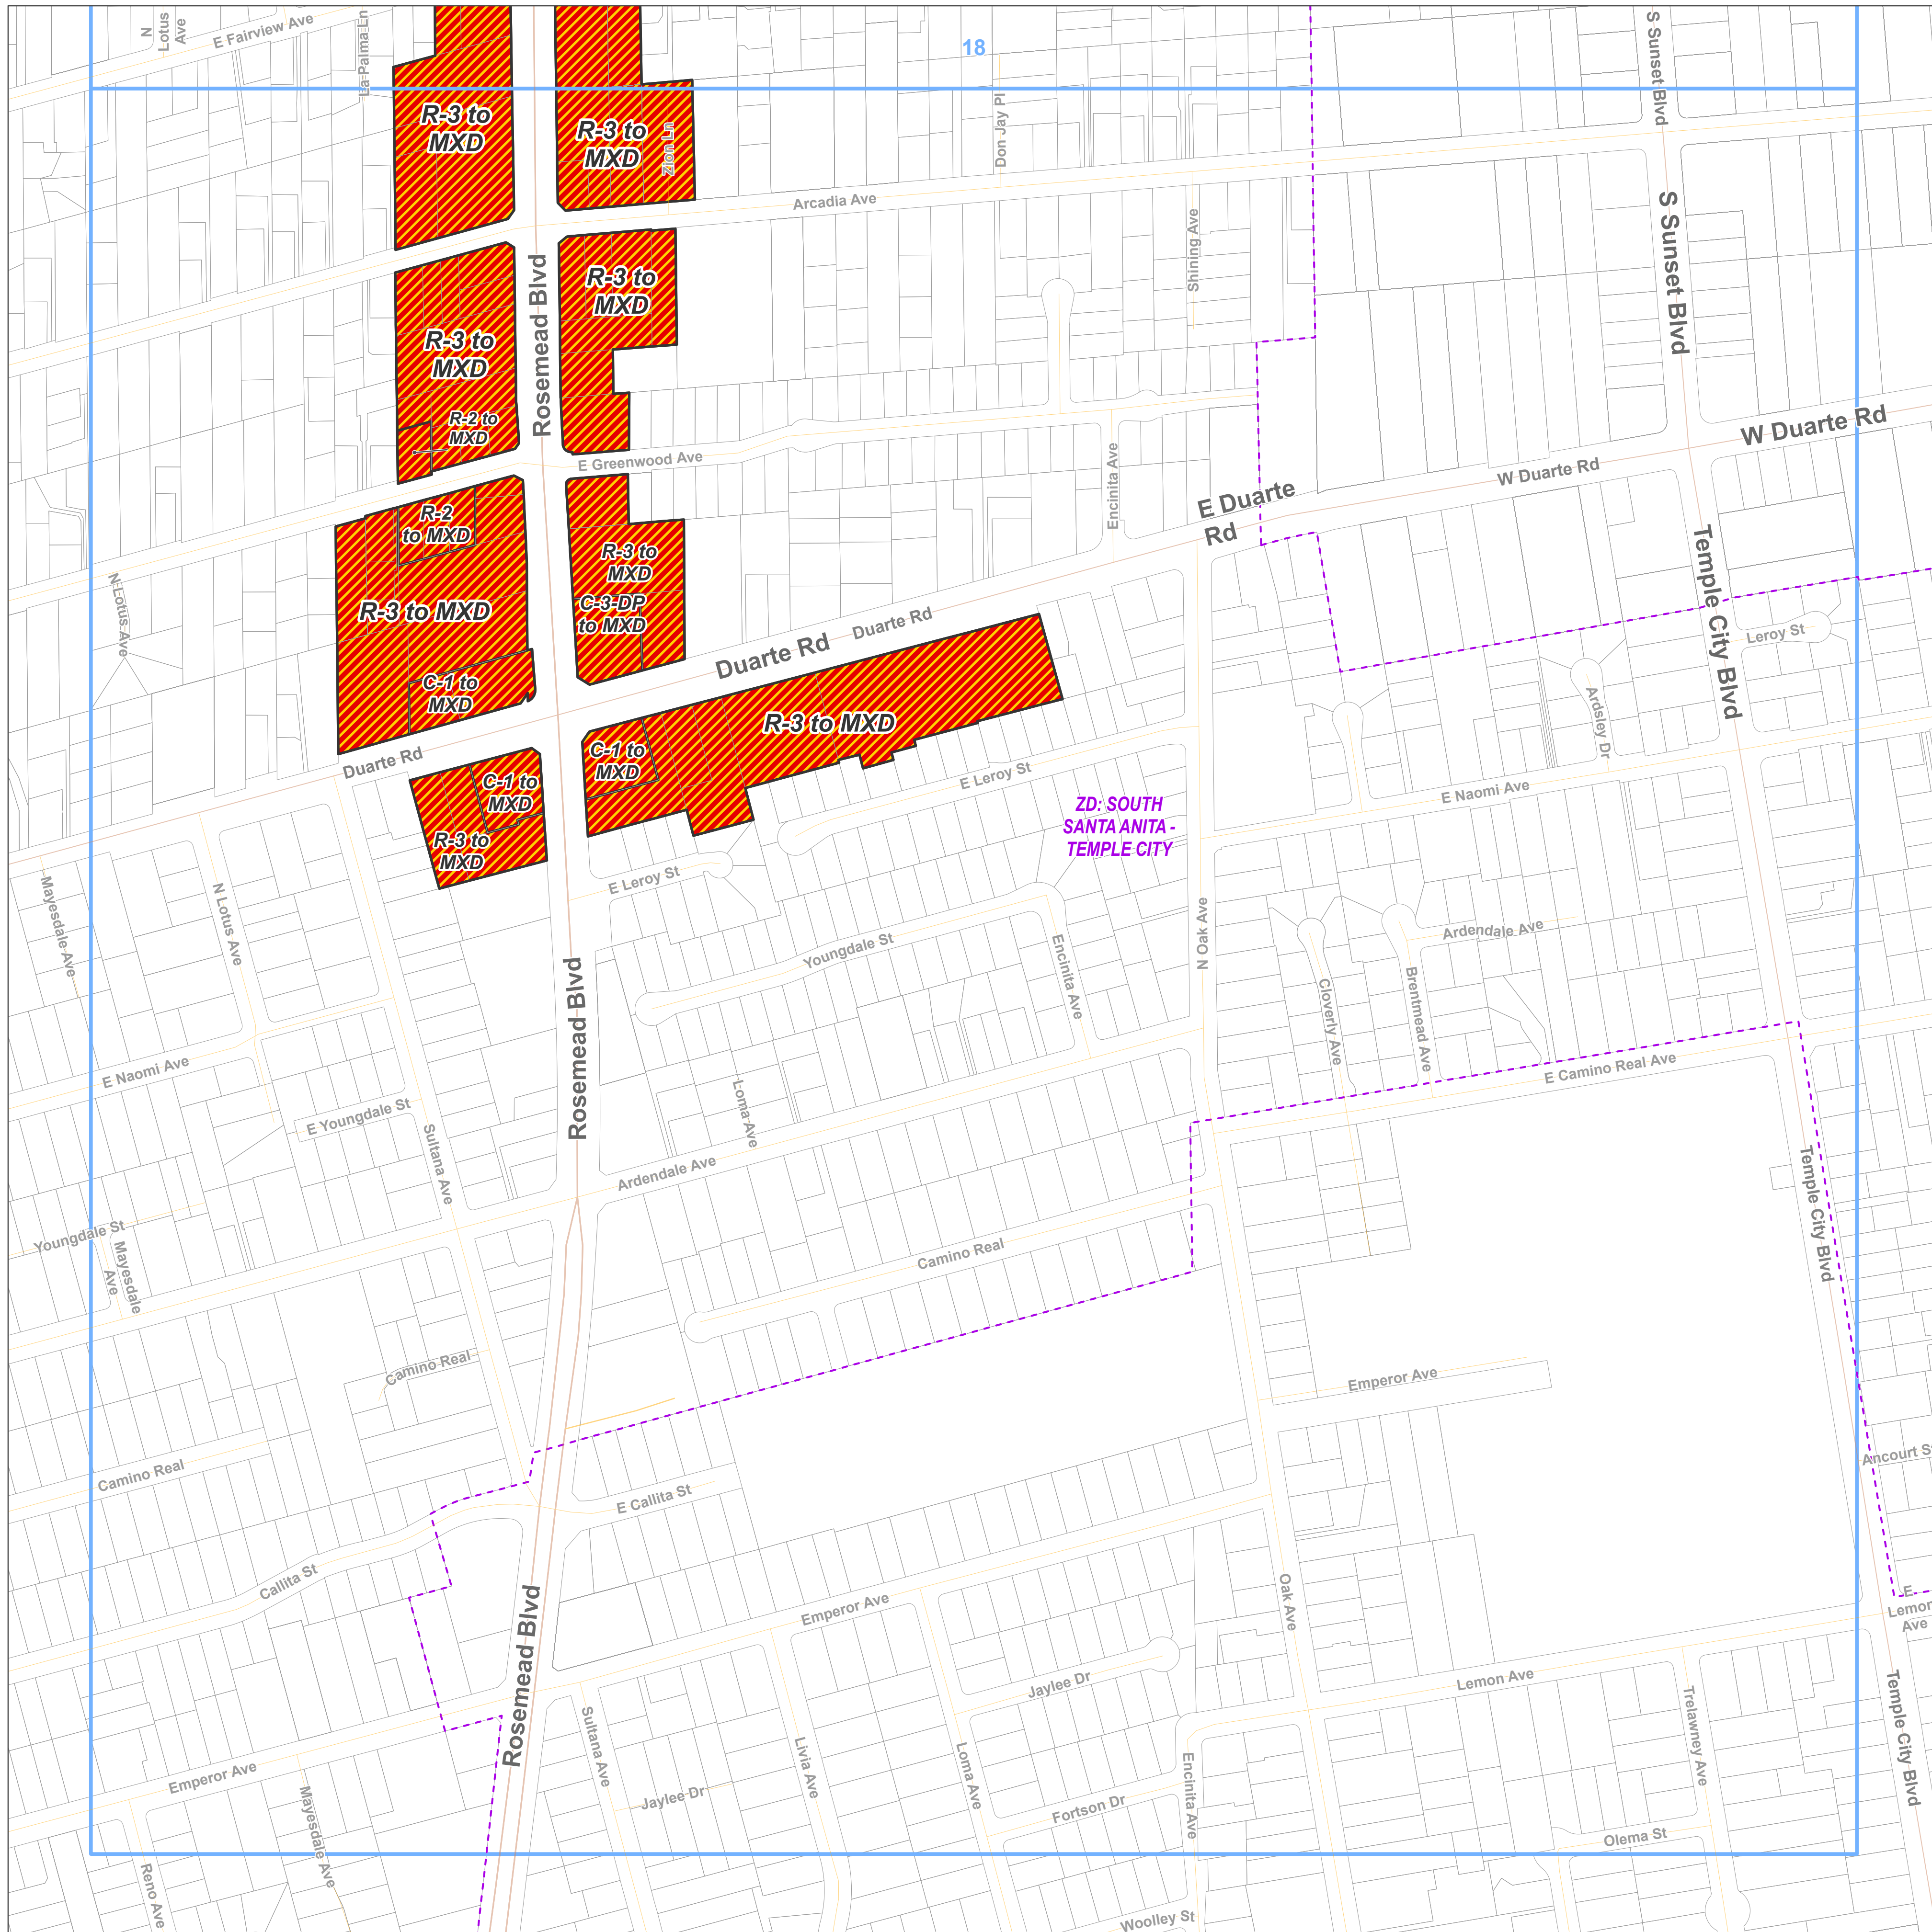 N
Lotus
Ave
E Fairview Ave
La Palma Ln
18
S Sunset Blvd
R-3 to
MXD
R-3 to
MXD
Zion Ln
Don Jay Pl
Arcadia Ave
Shining Ave
S Sunset Blvd
Rosemead Blvd
R-3 to
MXD
R-3 to
MXD
R-2 to
MXD
E Greenwood Ave
Encinita Ave
E Duarte
Rd
W Duarte Rd
W Duarte Rd
R-2
to MXD
R-3 to
MXD
R-3 to MXD
C-3-DP
to MXD
C-1 to
MXD
N Lotus Ave
Duarte Rd
Duarte Rd
Temple City Blvd
Leroy St
Ardsley Dr
R-3 to MXD
C-1 to
MXD
Duarte Rd
C-1 to
MXD
R-3 to
MXD
E Leroy St
E Naomi Ave
ZD: SOUTH
SANTA ANITA -
TEMPLE CITY
E Leroy St
Mayesdale Ave
N Lotus Ave
Youngdale St
Encinita Ave
N Oak Ave
Ardendale Ave
Cloverly Ave
Brentmead Ave
Rosemead Blvd
E Naomi Ave
E Camino Real Ave
E Youngdale St
Loma Ave
Sultana Ave
Ardendale Ave
Temple City Blvd
Youngdale St
Mayesdale
Ave
Camino Real
Camino Real
Emperor Ave
Camino Real
Ancourt S
E Callita St
Callita St
Emperor Ave
Oak Ave
E
Lemon
Ave
Rosemead Blvd
Jaylee Dr
Lemon Ave
Trelawney Ave
Temple City Blvd
Sultana Ave
Livia Ave
Loma Ave
Encinita Ave
Emperor Ave
Mayesdale Ave
Jaylee Dr
Fortson Dr
Olema St
Reno Ave
Woolley St